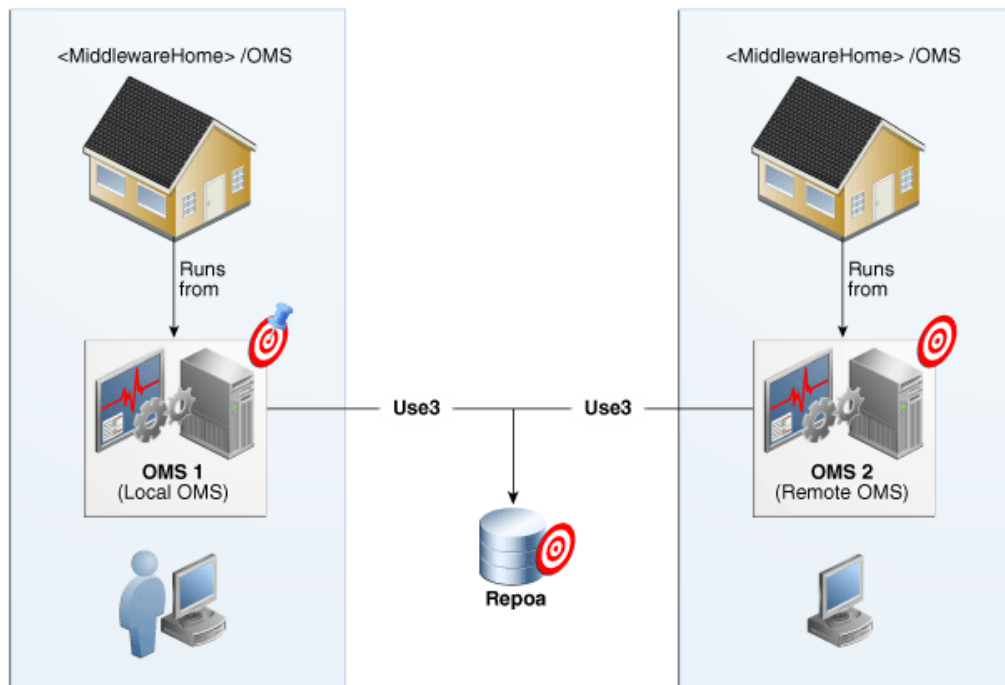 <MiddlewareHome> /OMS
<MiddlewareHome> /OMS
Runs
from
Runs
from
Use3
Use3
OMS 1
(Local OMS)
OMS 2
(Remote OMS)
Repoa